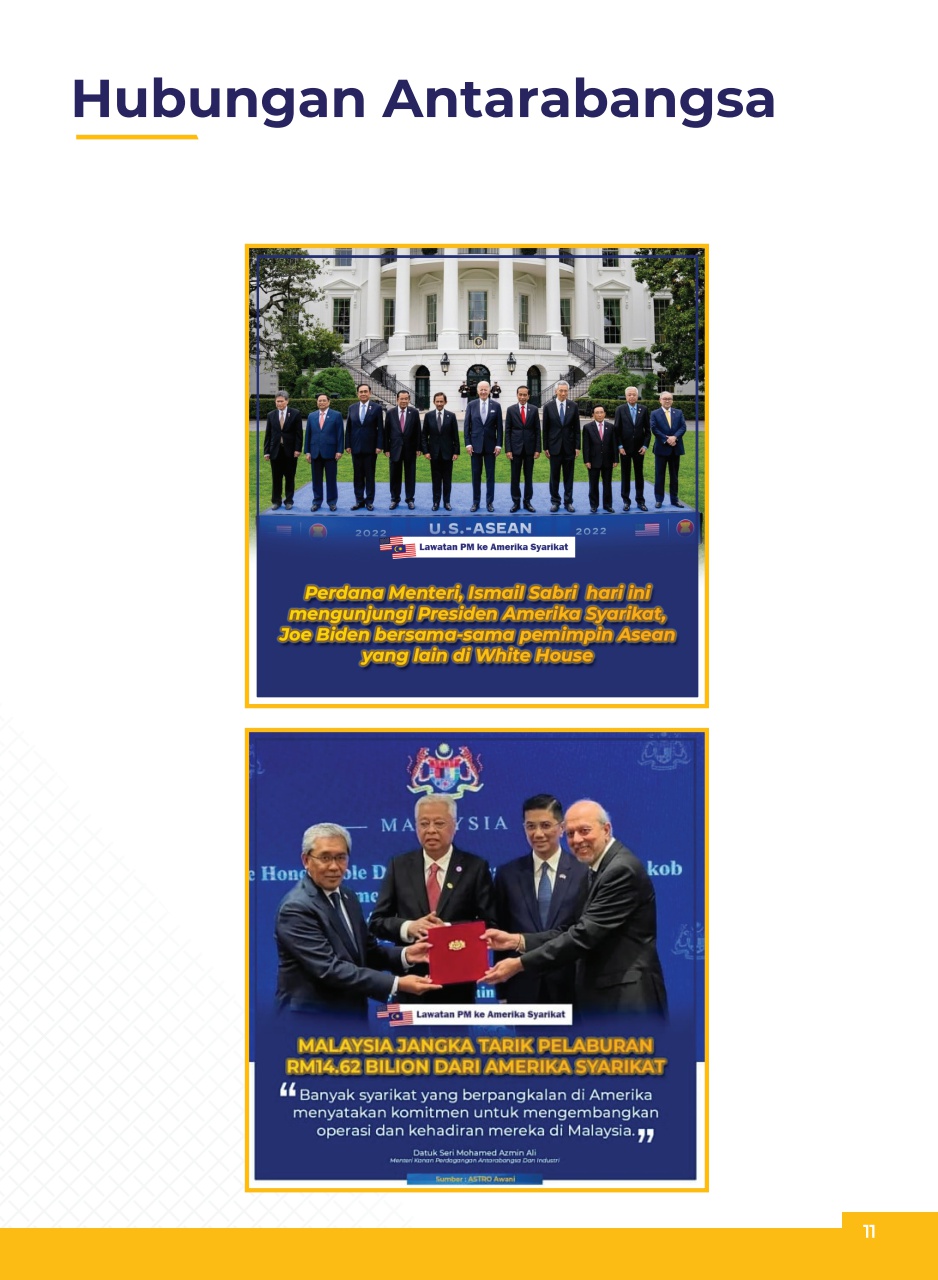 Hubungan Antarabangsa
2022
U.S.-ASEAN
2022
Lawatan PM ke Amerika Syarikat
Perdana Menteri, Ismail Sabri hari ini
mengunjungi Presiden Amerika Syarikat,
Joe Biden bersama-sama pemimpin Asean
yang lain di White House
MALAYSIA
kob
Lawatan PM ke Amerika Syarikat
MALAYSIA JANGKA TARIK PELABURAN
RM14.62 BILION DARI AMERIKA SYARIKAT
“Banyak syarikat yang berpangkalan di Amerika
menyatakan komitmen untuk mengembangkan
operasi dan kehadiran mereka di Malaysia.”
Datuk Seri Mohamed Azmin Ali
Menteri Kanan Perdagangan Antarabangsa Dan Industri
Sumber : ASTRO Awani
11